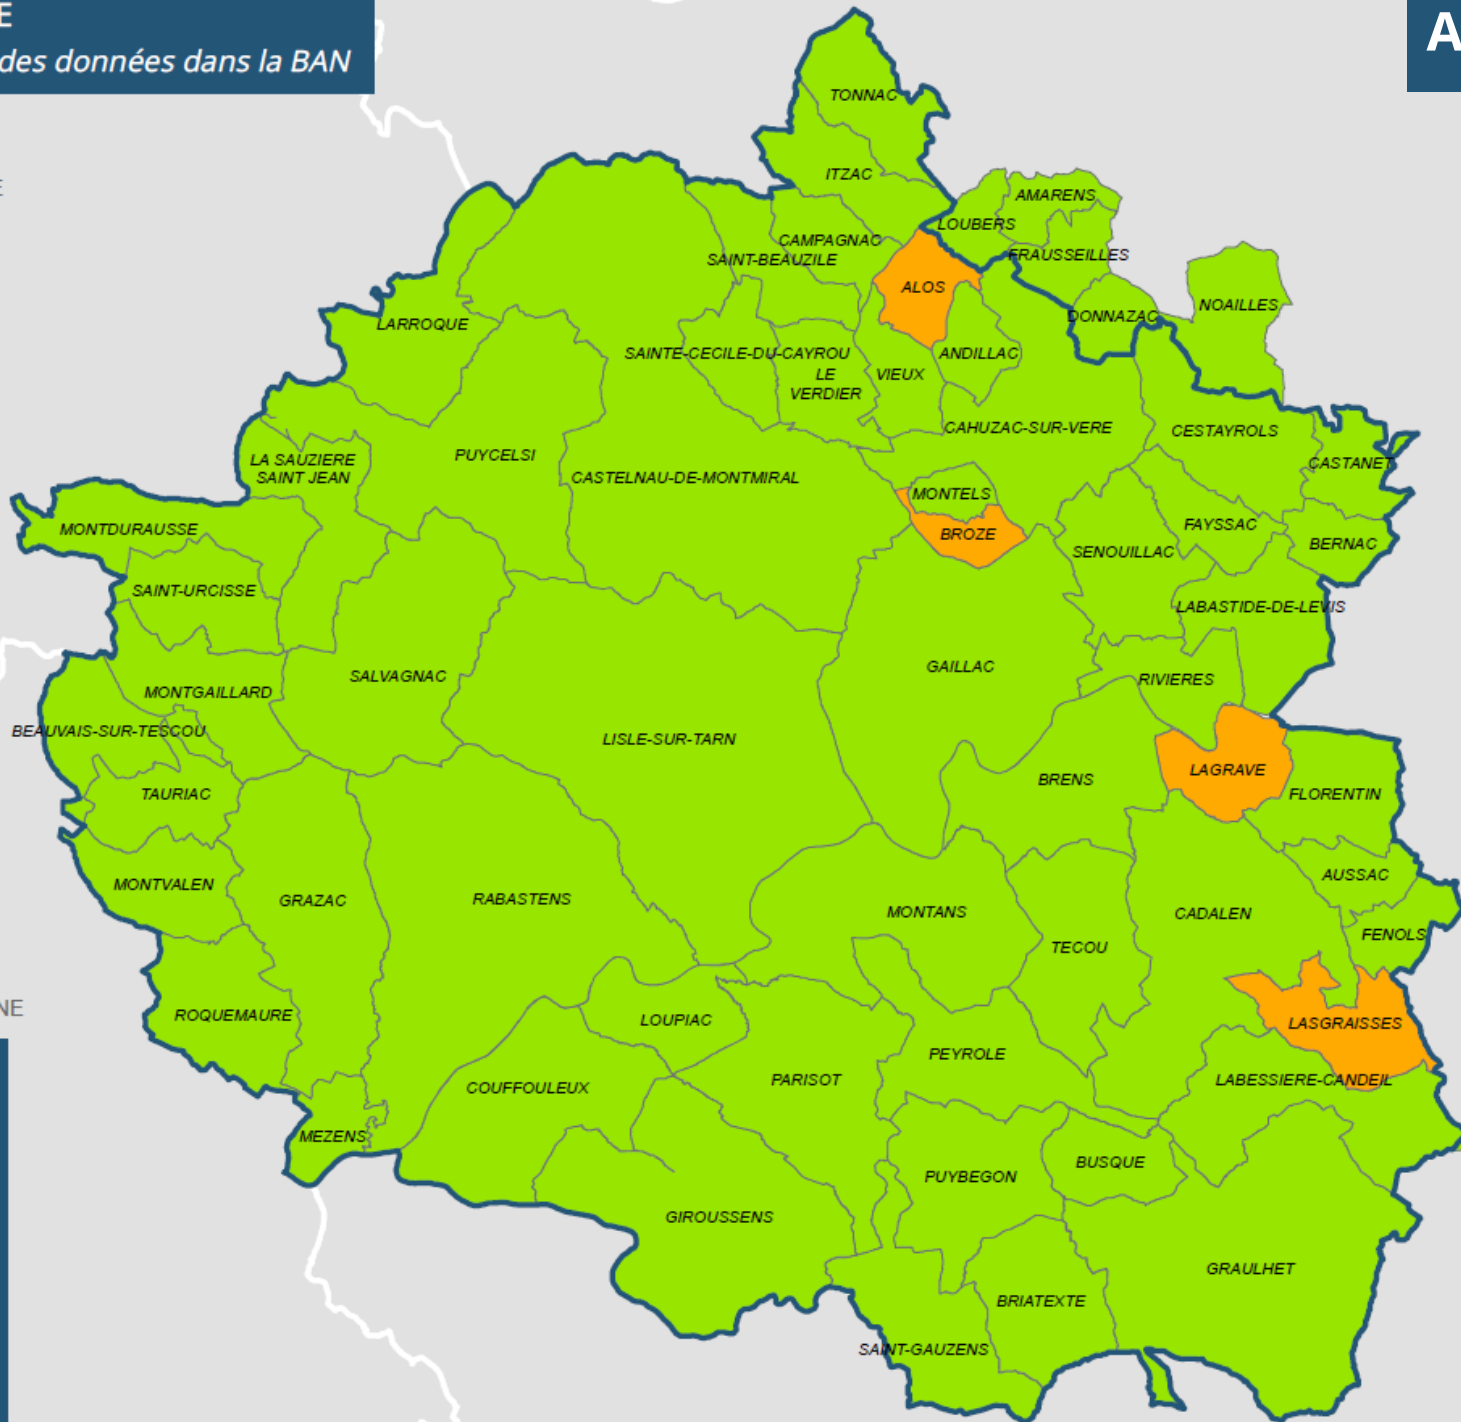 E
des données dans la BAN
A
TONNAC
ITZAC
AMARENS
LOUBERS
CAMPAGNAC
FRAUSSEILLES
SAINT-BEAUZILE
ALOS
NOAILLES
DONNAZAC
LARROQUE
SAINTE-CECILE-DU-CAYROU
ANDILLAC
LE
VERDIER
VIEUX
CAHUZAC-SUR-VERE
CESTAYROLS
PUYCELSI
LA SAUZIERE
SAINT JEAN
CASTANET
CASTELNAU-DE-MONTMIRAL
MONTELS
MONTDURAUSSE
BROZE
FAYSSAC
BERNAC
SENOUILLAC
SAINT-URCISSE
LABASTIDE-DE-LEVIS
GAILLAC
SALVAGNAC
RIVIERES
MONTGAILLARD
BEAUVAIS-SUR-TESCOU
LISLE-SUR-TARN
LAGRAVE
BRENS
TAURIAC
FLORENTIN
AUSSAC
MONTVALEN
GRAZAC
RABASTENS
MONTANS
CADALEN
FENOLS
TECOU
NE
ROQUEMAURE
LOUPIAC
LASGRAISSES
PEYROLE
PARISOT
LABESSIERE-CANDEIL
COUFFOULEUX
MEZENS
BUSQUE
PUYBEGON
GIROUSSENS
GRAULHET
BRIATEXTE
SAINT-GAUZENS